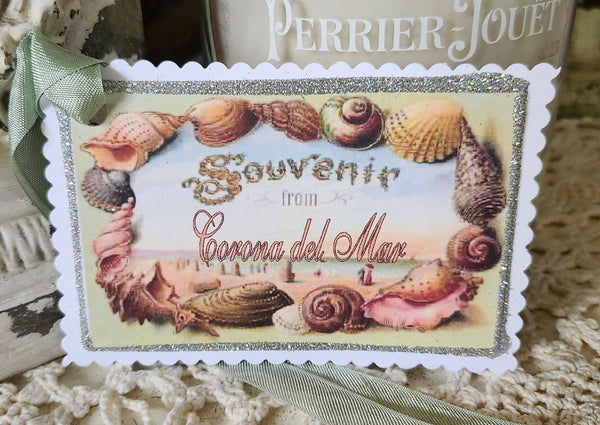 PERRIER-JOUËT
Souvenir
from
Corona del Mar